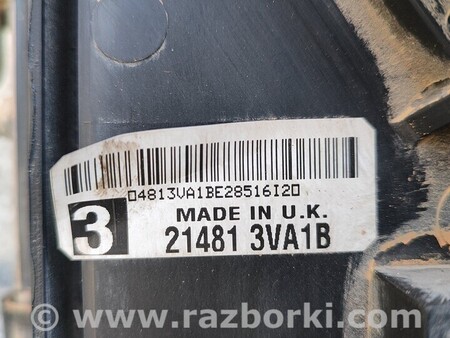 04813VA1BE28516I20
3
MADE IN U.K.
21481 3VA1B
www.razborki.com